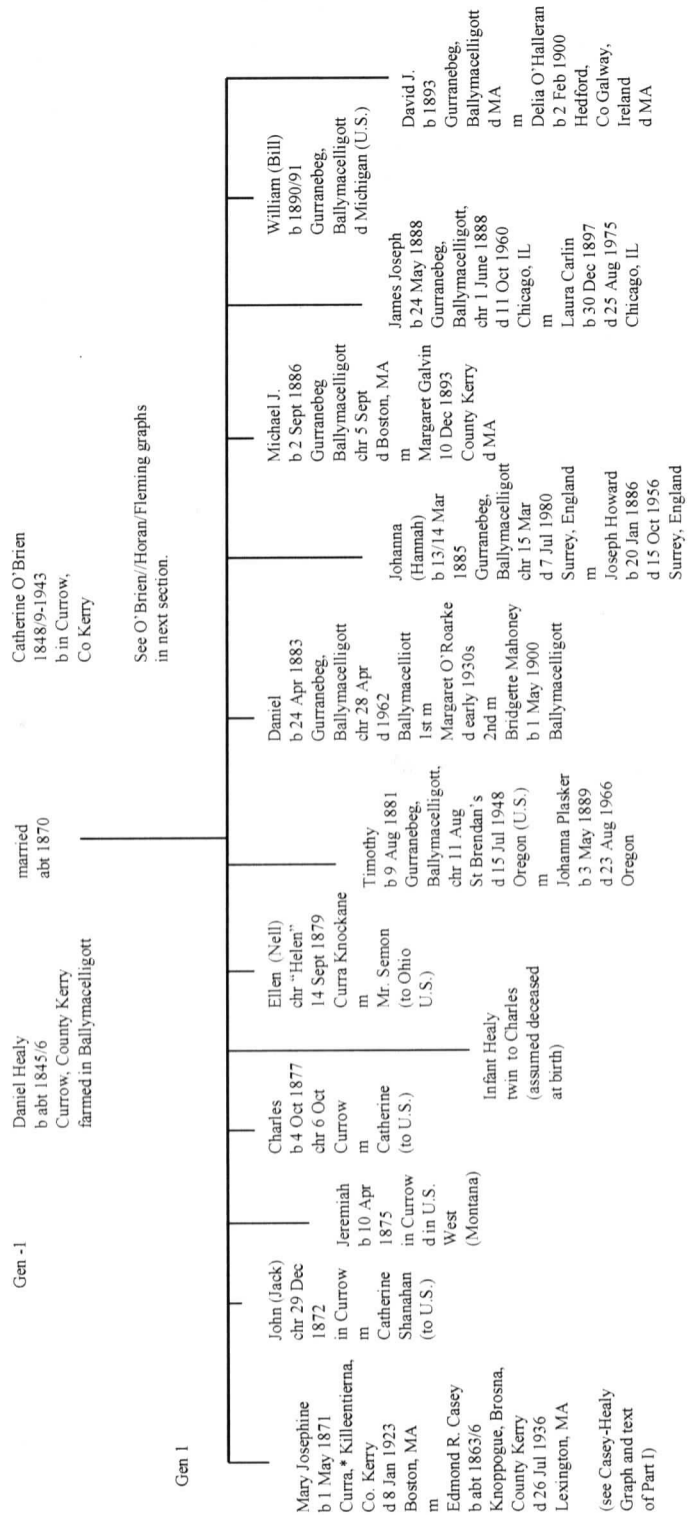 Gen -1
Daniel Healy
b abt 1845/6
Currow, County Kerry
farmed in Ballymacelligott
married
abt 1870
Catherine O'Brien
1848/9-1943
b in Currow,
Co Kerry
See O'Brien//Horan/Fleming graphs
in next section.
Gen 1
Mary Josephine
b 1 May 1871
Curra, * Killeentierna,
Co. Kerry
d 8 Jan 1923
Boston, MA
m
Edmond R. Casey
b abt 1863/6
Knoppogue, Brosna,
County Kerry
d 26 Jul 1936
Lexington, MA
(see Casey-Healy
Graph and text
of Part I)
John (Jack)
chr 29 Dec
1872
in Currow
m
Catherine
Shanahan
(to U.S.)
Jeremiah
b 10 Apr
1875
in Currow
d in U.S.
West
(Montana)
Charles
b 4 Oct 1877
chr 6 Oct
Currow
m
Catherine
(to U.S.)
Infant Healy
twin to Charles
(assumed deceased
at birth)
Ellen (Nell)
chr "Helen"
14 Sept 1879
Curra Knockane
m
Mr. Semon
(to Ohio
U.S.)
Timothy
b 9 Aug 1881
Gurranebeg,
Ballymacelligott,
chr 11 Aug
St Brendan's
d 15 Jul 1948
Oregon (U.S.)
m
Johanna Plasker
b 3 May 1889
d 23 Aug 1966
Oregon
Daniel
b 24 Apr 1883
Gurranebeg,
Ballymacelligott
chr 28 Apr
d 1962
Ballymacelliott
1st m
Margaret O'Roarke
d early 1930s
2nd m
Bridgette Mahoney
b 1 May 1900
Ballymacelligott
Johanna
(Hannah)
b 13/14 Mar
1885
Gurranebeg,
Ballymacelligott
chr 15 Mar
d 7 Jul 1980
Surrey, England
m
Joseph Howard
b 20 Jan 1886
d 15 Oct 1956
Surrey, England
Michael J.
b 2 Sept 1886
Gurranebeg
Ballymacelligott
chr 5 Sept
d Boston, MA
m
Margaret Galvin
10 Dec 1893
County Kerry
d MA
James Joseph
b 24 May 1888
Gurranebeg,
Ballymacelligott,
chr 1 June 1888
d 11 Oct 1960
Chicago, IL
m
Laura Carlin
b 30 Dec 1897
d 25 Aug 1975
Chicago, IL
William (Bill)
b 1890/91
Gurranebeg,
Ballymacelligott
d Michigan (U.S.)
David J.
b 1893
Gurranebeg,
Ballymacelligott
d MA
m
Delia O'Halleran
b 2 Feb 1900
Hedford,
Co Galway,
Ireland
d MA